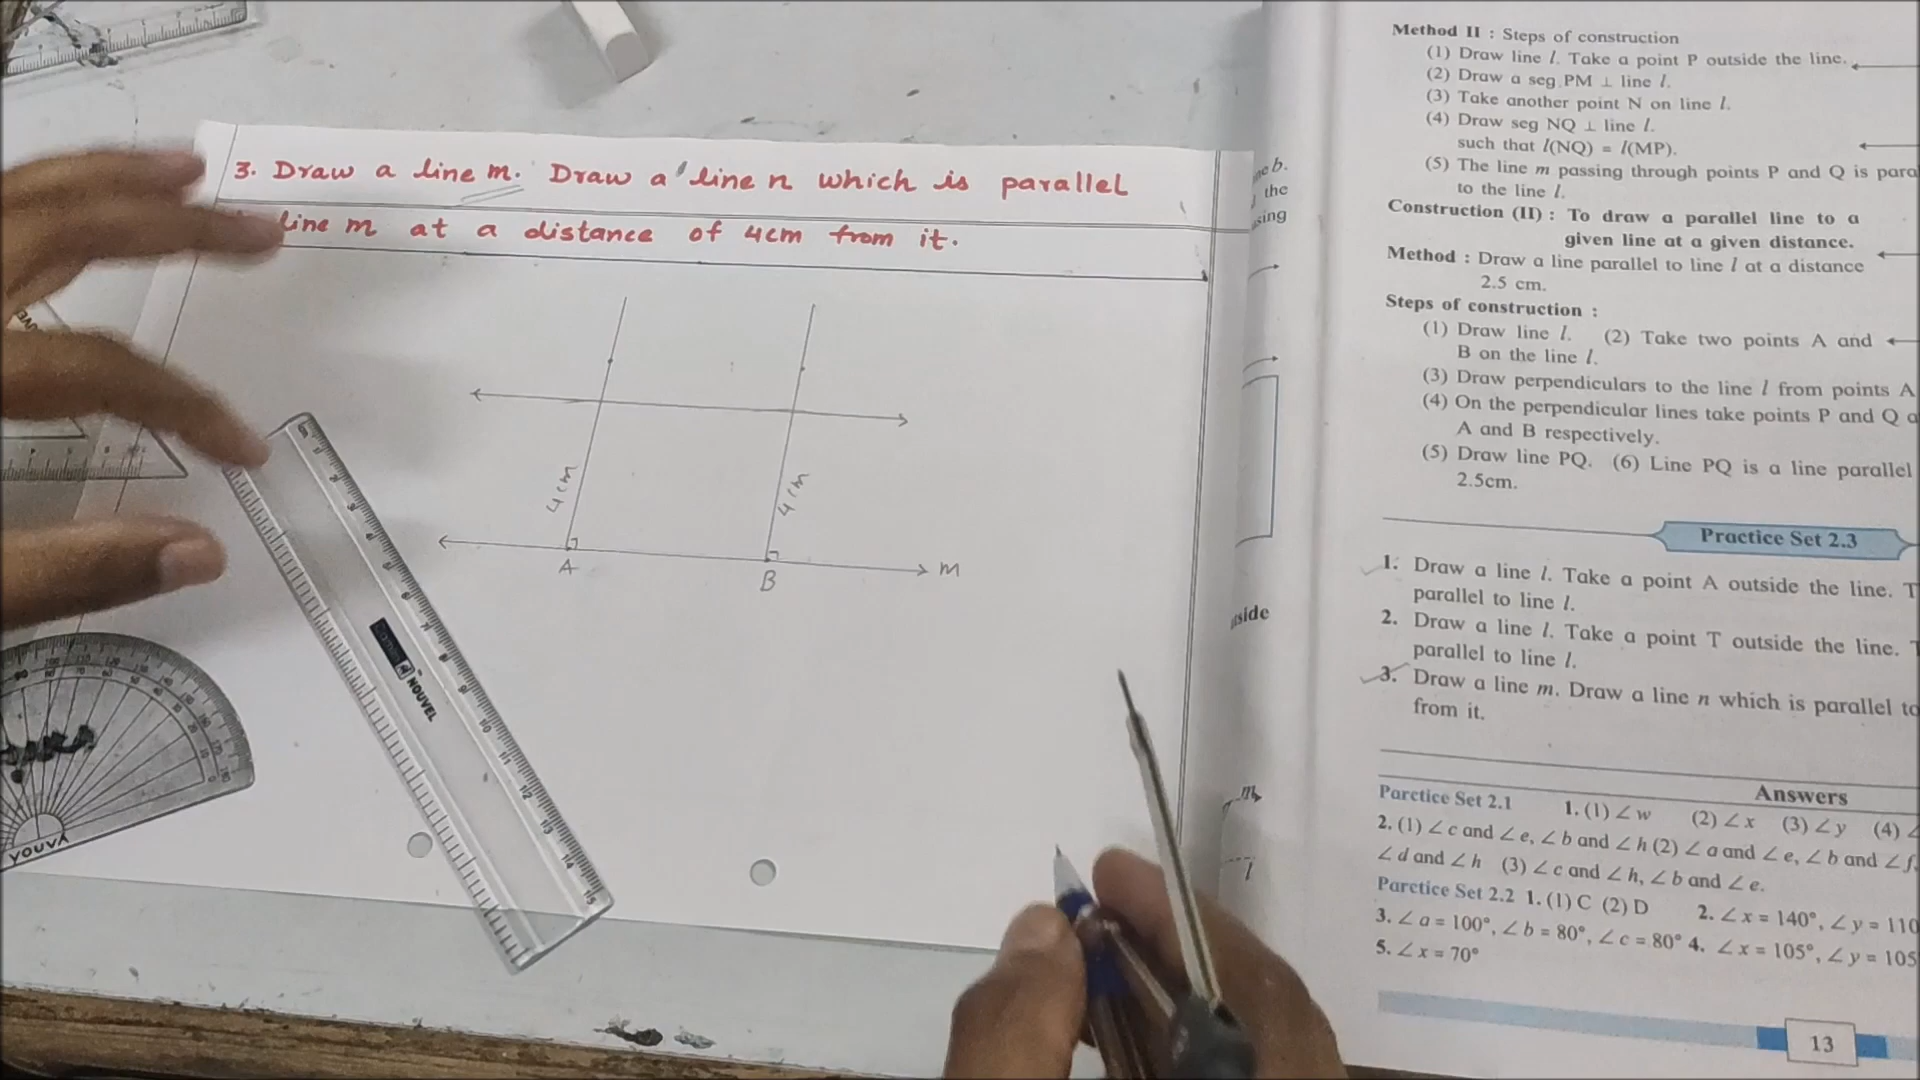 3. Draw a line m. Draw a line n which is parallel
line m at a distance of 4cm from it.
4cm
4cm
A
B
m
NOUVEL
YOUVA
b.
the
sing
tside
m
l
Method II : Steps of construction
(1) Draw line l. Take a point P outside the line.
(2) Draw a seg PM ⊥ line l.
(3) Take another point N on line l.
(4) Draw seg NQ ⊥ line l.
such that l(NQ) = l(MP).
(5) The line m passing through points P and Q is para
to the line l.
Construction (II) : To draw a parallel line to a
given line at a given distance.
Method : Draw a line parallel to line l at a distance
2.5 cm.
Steps of construction :
(1) Draw line l. (2) Take two points A and
B on the line l.
(3) Draw perpendiculars to the line l from points A
(4) On the perpendicular lines take points P and Q a
A and B respectively.
(5) Draw line PQ. (6) Line PQ is a line parallel
2.5cm.
Practice Set 2.3
1. Draw a line l. Take a point A outside the line. T
parallel to line l.
2. Draw a line l. Take a point T outside the line. T
parallel to line l.
3. Draw a line m. Draw a line n which is parallel to
from it.
Answers
Parctice Set 2.1 1. (1) ∠w (2) ∠x (3) ∠y (4) ∠
2. (1) ∠c and ∠e, ∠b and ∠h (2) ∠a and ∠e, ∠b and ∠f,
∠d and ∠h (3) ∠c and ∠h, ∠b and ∠e.
Parctice Set 2.2 1. (1) C (2) D 2. ∠x = 140°, ∠y = 110
3. ∠a = 100°, ∠b = 80°, ∠c = 80° 4. ∠x = 105°, ∠y = 105
5. ∠x = 70°
13